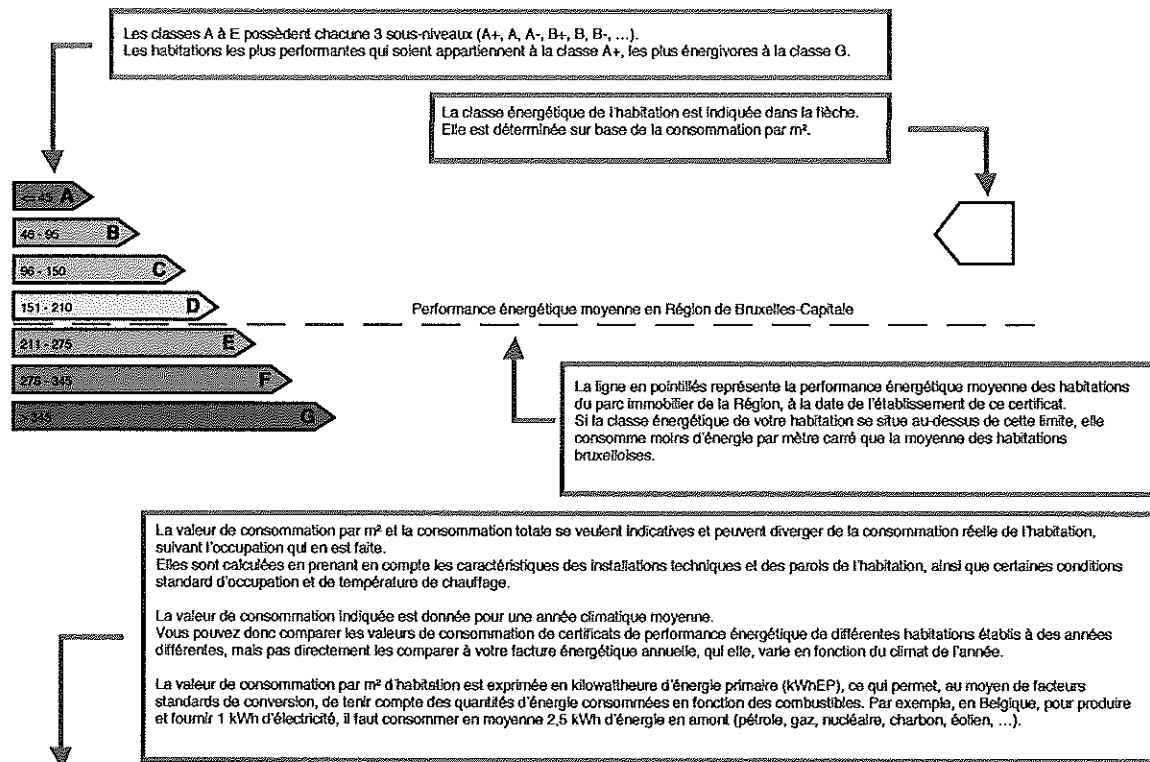 Les classes A à E possèdent chacune 3 sous-niveaux (A+, A, A-, B+, B, B-, ...).
Les habitations les plus performantes qui soient appartiennent à la classe A+, les plus énergivores à la classe G.
La classe énergétique de l'habitation est indiquée dans la flèche.
Elle est déterminée sur base de la consommation par m².
<= 45 A
46 - 95 B
96 - 150 C
151 - 210 D
Performance énergétique moyenne en Région de Bruxelles-Capitale
211 - 275 E
276 - 345 F
> 345 G
La ligne en pointillés représente la performance énergétique moyenne des habitations
du parc immobilier de la Région, à la date de l'établissement de ce certificat.
Si la classe énergétique de votre habitation se situe au-dessus de cette limite, elle
consomme moins d'énergie par mètre carré que la moyenne des habitations
bruxelloises.
La valeur de consommation par m² et la consommation totale se veulent indicatives et peuvent diverger de la consommation réelle de l'habitation,
suivant l'occupation qui en est faite.
Elles sont calculées en prenant en compte les caractéristiques des installations techniques et des parois de l'habitation, ainsi que certaines conditions
standard d'occupation et de température de chauffage.
La valeur de consommation indiquée est donnée pour une année climatique moyenne.
Vous pouvez donc comparer les valeurs de consommation de certificats de performance énergétique de différentes habitations établis à des années
différentes, mais pas directement les comparer à votre facture énergétique annuelle, qui elle, varie en fonction du climat de l'année.
La valeur de consommation par m² d'habitation est exprimée en kilowattheure d'énergie primaire (kWhEP), ce qui permet, au moyen de facteurs
standards de conversion, de tenir compte des quantités d'énergie consommées en fonction des combustibles. Par exemple, en Belgique, pour produire
et fournir 1 kWh d'électricité, il faut consommer en moyenne 2,5 kWh d'énergie en amont (pétrole, gaz, nucléaire, charbon, éolien, ...).